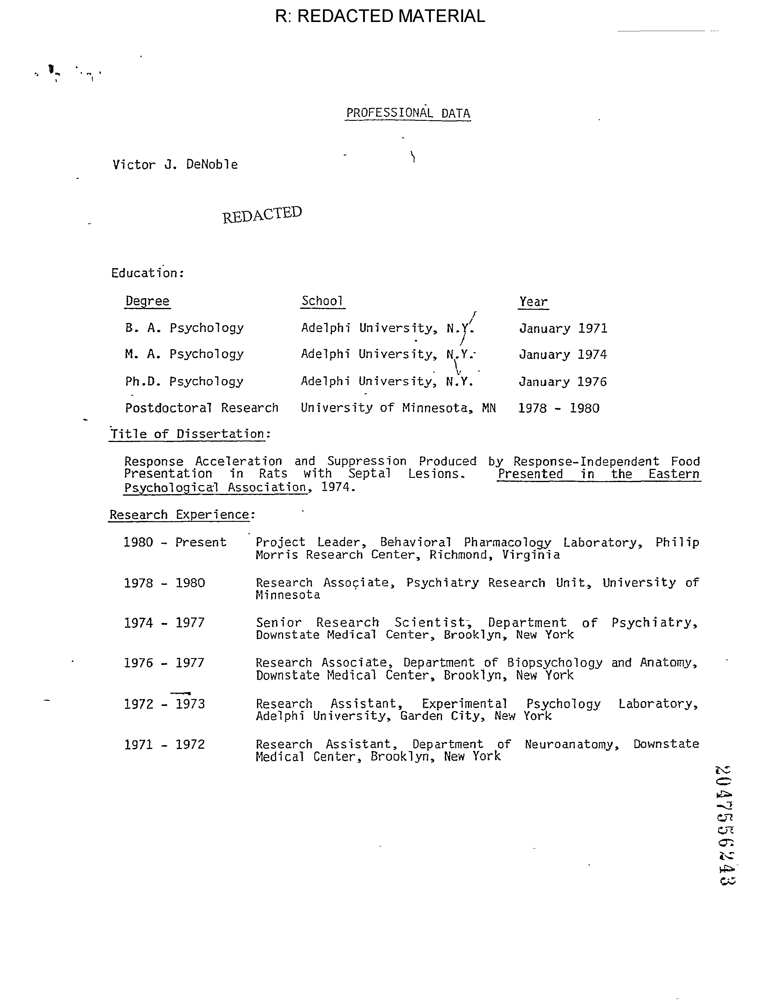 R: REDACTED MATERIAL
PROFESSIONAL DATA
Victor J. DeNoble
REDACTED
Education:
Degree School Year
B. A. Psychology Adelphi University, N.Y. January 1971
M. A. Psychology Adelphi University, N.Y. January 1974
Ph.D. Psychology Adelphi University, N.Y. January 1976
Postdoctoral Research University of Minnesota, MN 1978 - 1980
Title of Dissertation:
Response Acceleration and Suppression Produced by Response-Independent Food
Presentation in Rats with Septal Lesions. Presented in the Eastern
Psychological Association, 1974.
Research Experience:
1980 - Present Project Leader, Behavioral Pharmacology Laboratory, Philip
Morris Research Center, Richmond, Virginia
1978 - 1980 Research Associate, Psychiatry Research Unit, University of
Minnesota
1974 - 1977 Senior Research Scientist, Department of Psychiatry,
Downstate Medical Center, Brooklyn, New York
1976 - 1977 Research Associate, Department of Biopsychology and Anatomy,
Downstate Medical Center, Brooklyn, New York
1972 - 1973 Research Assistant, Experimental Psychology Laboratory,
Adelphi University, Garden City, New York
1971 - 1972 Research Assistant, Department of Neuroanatomy, Downstate
Medical Center, Brooklyn, New York
2047556243